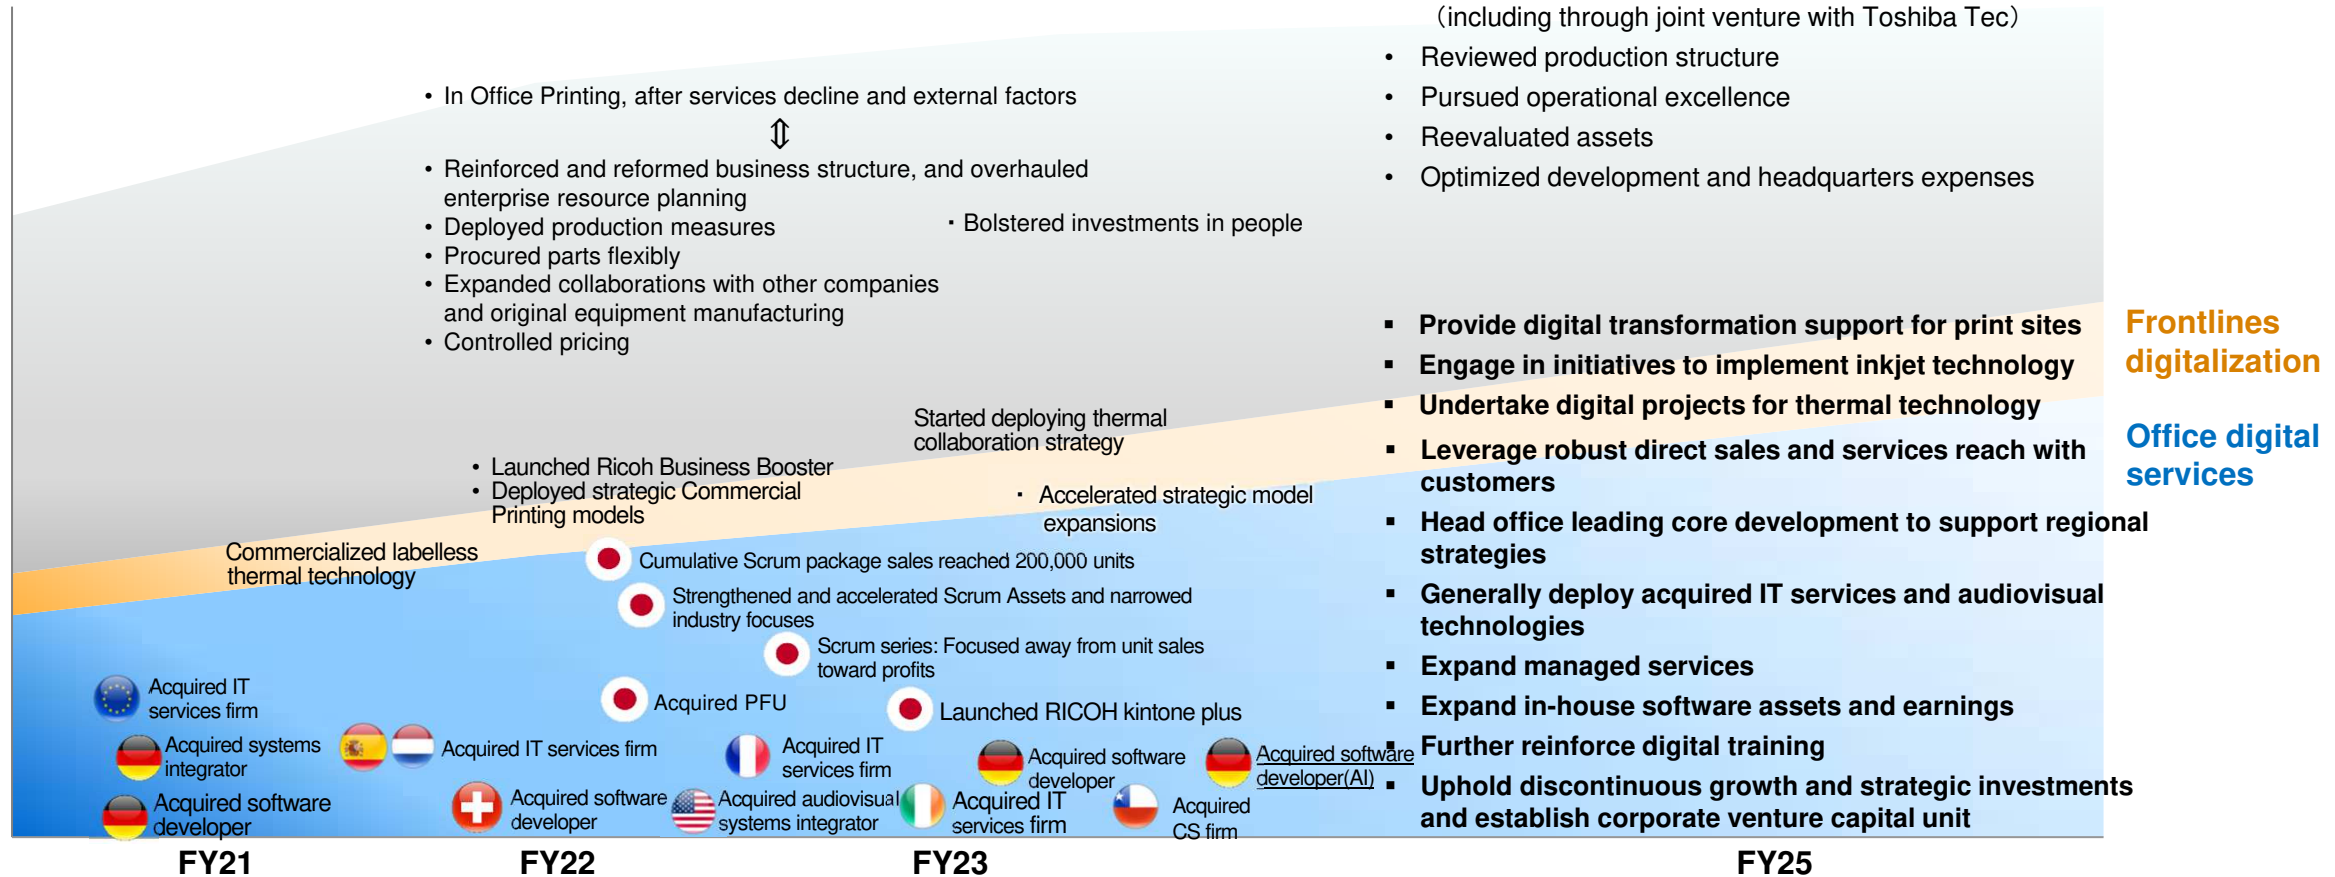 （including through joint venture with Toshiba Tec）
• Reviewed production structure
• Pursued operational excellence
• Reevaluated assets
• Optimized development and headquarters expenses
• In Office Printing, after services decline and external factors
⇕
• Reinforced and reformed business structure, and overhauled
enterprise resource planning
• Deployed production measures
• Procured parts flexibly
• Expanded collaborations with other companies
and original equipment manufacturing
• Controlled pricing
・Bolstered investments in people
▪ Provide digital transformation support for print sites
▪ Engage in initiatives to implement inkjet technology
▪ Undertake digital projects for thermal technology
▪ Leverage robust direct sales and services reach with
customers
▪ Head office leading core development to support regional
strategies
▪ Generally deploy acquired IT services and audiovisual
technologies
▪ Expand managed services
▪ Expand in-house software assets and earnings
▪ Further reinforce digital training
▪ Uphold discontinuous growth and strategic investments
and establish corporate venture capital unit
Frontlines
digitalization
Office digital
services
Started deploying thermal
collaboration strategy
• Launched Ricoh Business Booster
• Deployed strategic Commercial
Printing models
・ Accelerated strategic model
expansions
Commercialized labelless
thermal technology
Cumulative Scrum package sales reached 200,000 units
Strengthened and accelerated Scrum Assets and narrowed
industry focuses
Scrum series: Focused away from unit sales
toward profits
Acquired IT
services firm
Acquired PFU
Launched RICOH kintone plus
Acquired systems
integrator
Acquired IT services firm
Acquired IT
services firm
Acquired software
developer
Acquired software
developer(AI)
Acquired software
developer
Acquired software
developer
Acquired audiovisual
systems integrator
Acquired IT
services firm
Acquired
CS firm
FY21
FY22
FY23
FY25